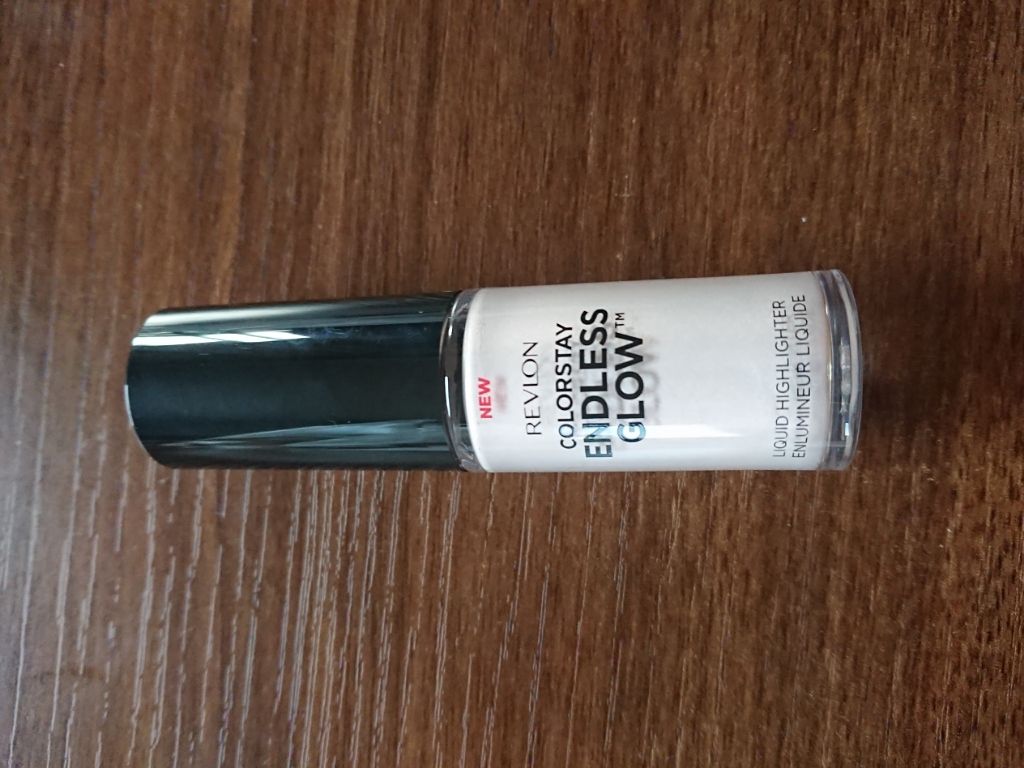 NEW
REVLON
COLORSTAY
ENDLESS
GLOW™
LIQUID HIGHLIGHTER
ENLUMINEUR LIQUIDE